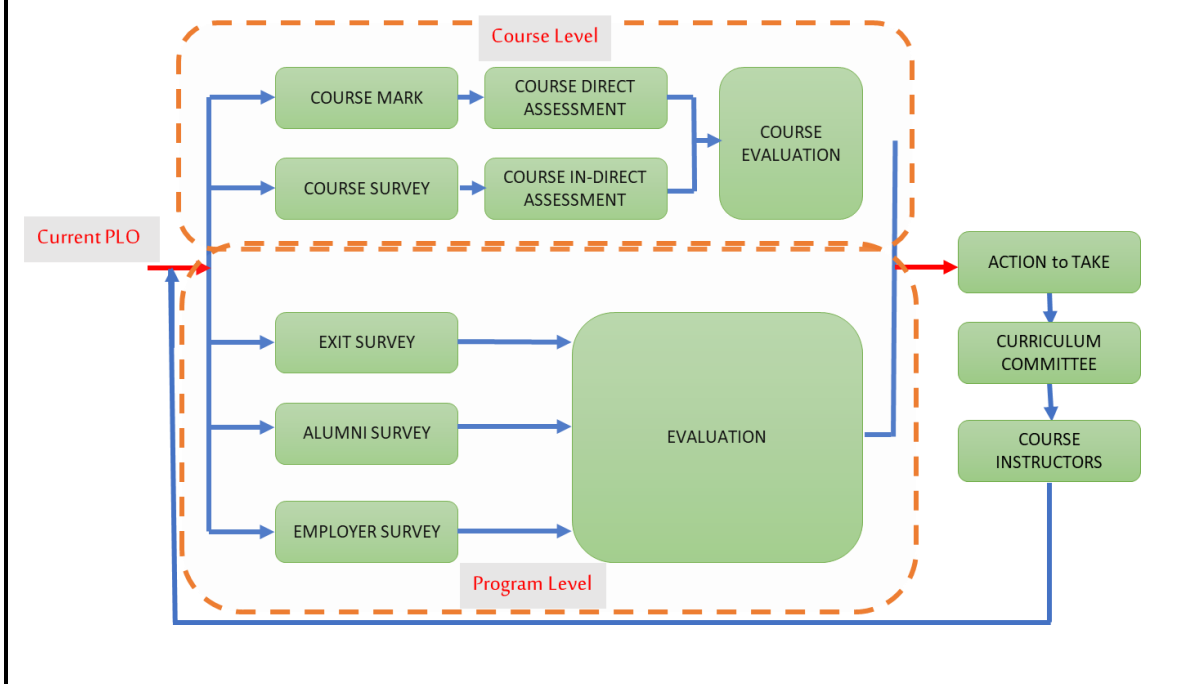 Course Level
COURSE MARK
COURSE DIRECT
ASSESSMENT
COURSE
EVALUATION
COURSE SURVEY
COURSE IN-DIRECT
ASSESSMENT
Current PLO
ACTION to TAKE
EXIT SURVEY
CURRICULUM
COMMITTEE
ALUMNI SURVEY
EVALUATION
COURSE
INSTRUCTORS
EMPLOYER SURVEY
Program Level